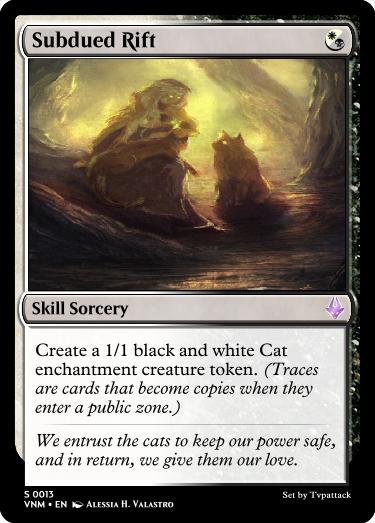 Subdued Rift
Skill Sorcery
Create a 1/1 black and white Cat
enchantment creature token. (Traces
are cards that become copies when they
enter a public zone.)
We entrust the cats to keep our power safe,
and in return, we give them our love.
S 0013
VNM • EN Alessia H. Valastro
Set by Tvpattack